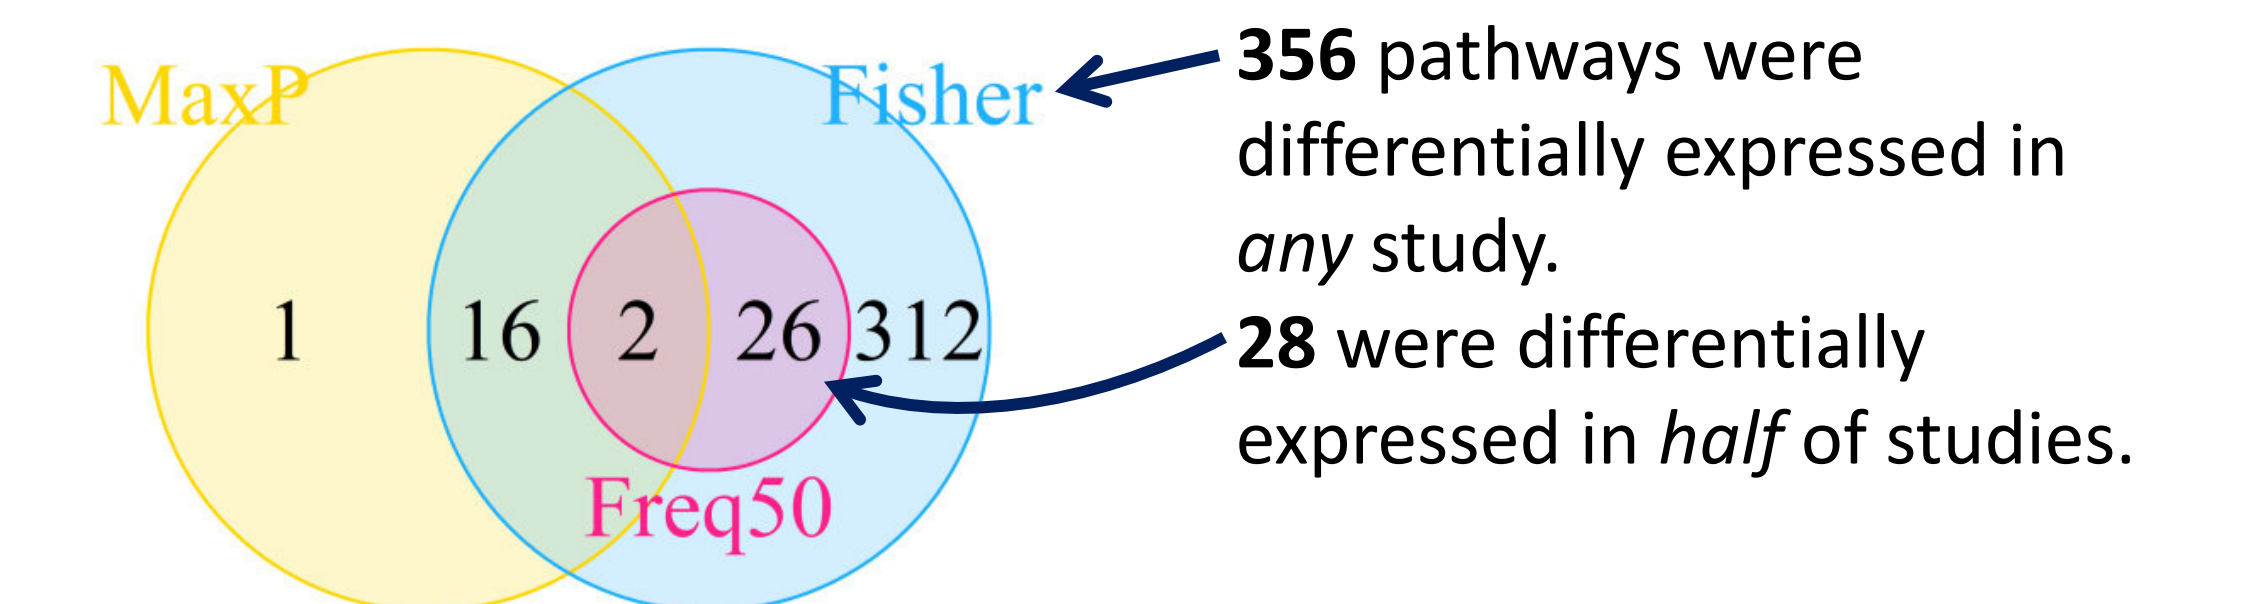 MaxP
Fisher
1
16
2
26
312
Freq50
356 pathways were
differentially expressed in
any study.
28 were differentially
expressed in half of studies.